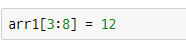 arr1[3:8] = 12